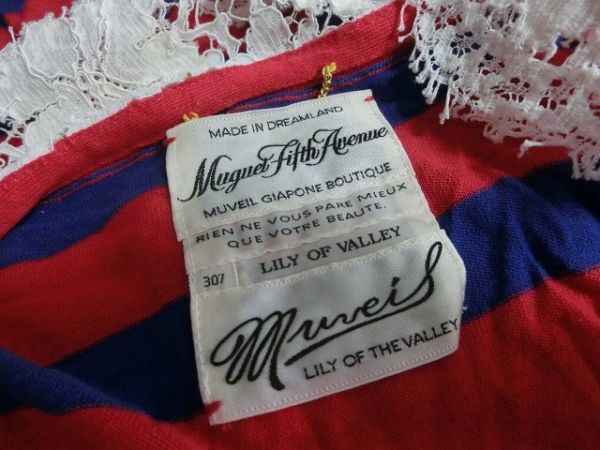 MADE IN DREAMLAND
Muguet Fifth Avenue
MUVEIL GIAPONE BOUTIQUE
RIEN NE VOUS PARE MIEUX
QUE VOTRE BEAUTE.
307 LILY OF VALLEY
Muveil
LILY OF THE VALLEY